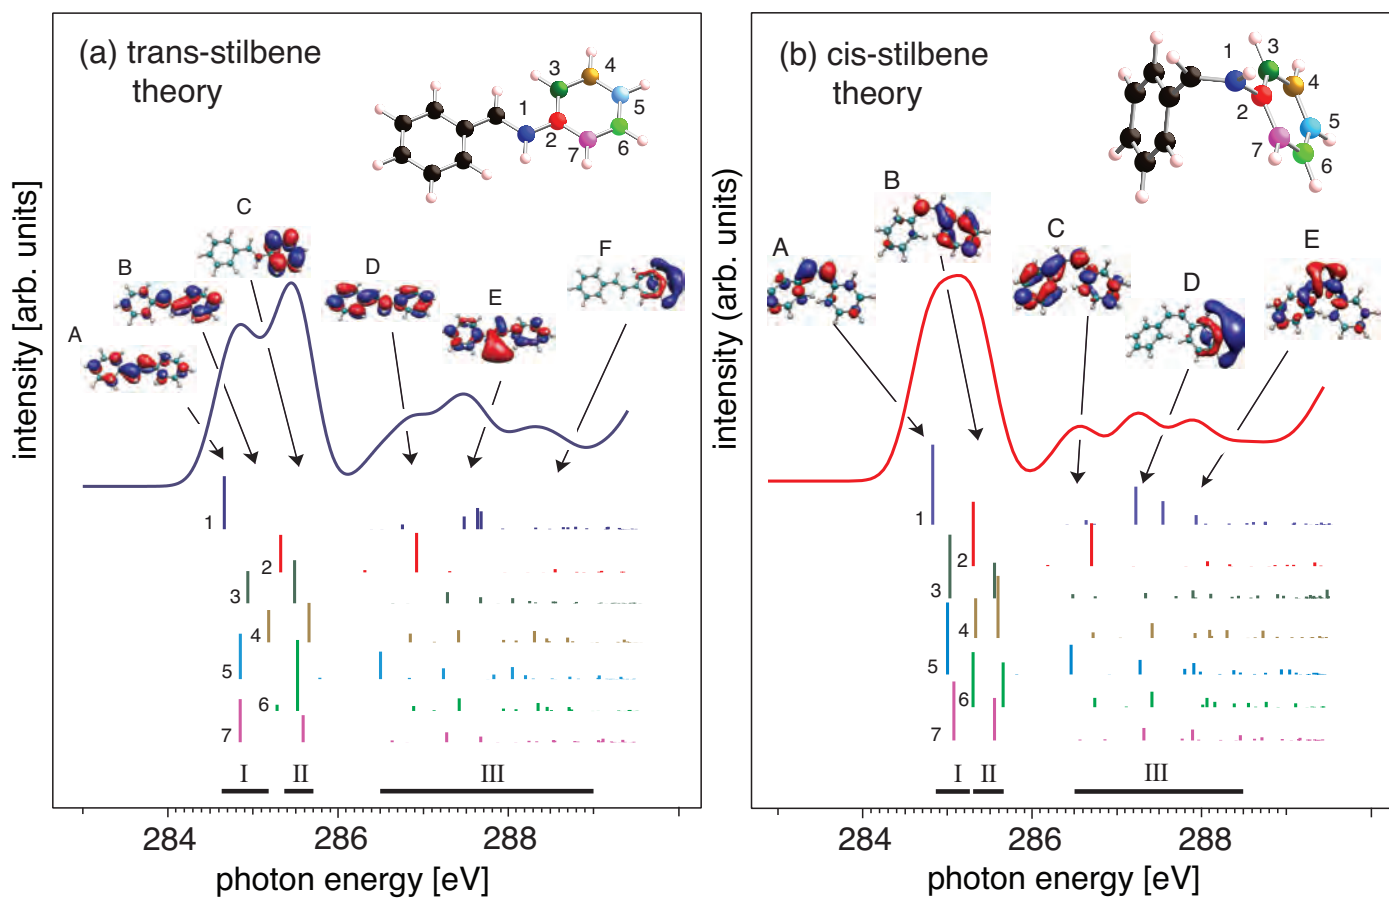 (a) trans-stilbene
theory
3
4
1
5
2
7
6
C
B
A
D
E
F
intensity [arb. units]
1
2
3
4
5
6
7
I
II
III
284
286
288
photon energy [eV]
(b) cis-stilbene
theory
1
3
4
2
5
7
6
B
A
C
D
E
intensity (arb. units)
1
2
3
4
5
6
7
I
II
III
284
286
288
photon energy [eV]